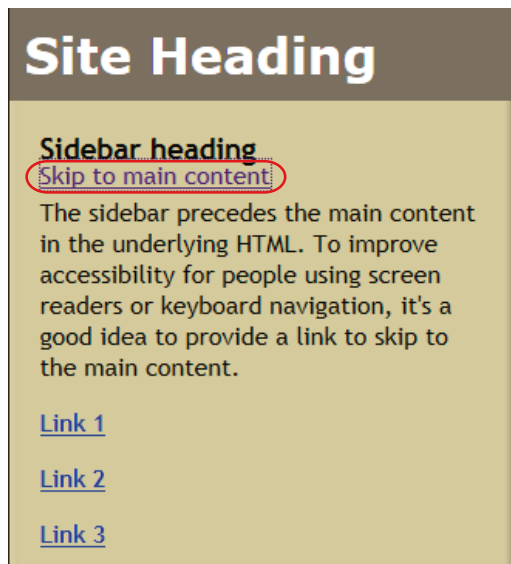 Site Heading
Sidebar heading
Skip to main content
The sidebar precedes the main content
in the underlying HTML. To improve
accessibility for people using screen
readers or keyboard navigation, it's a
good idea to provide a link to skip to
the main content.
Link 1
Link 2
Link 3